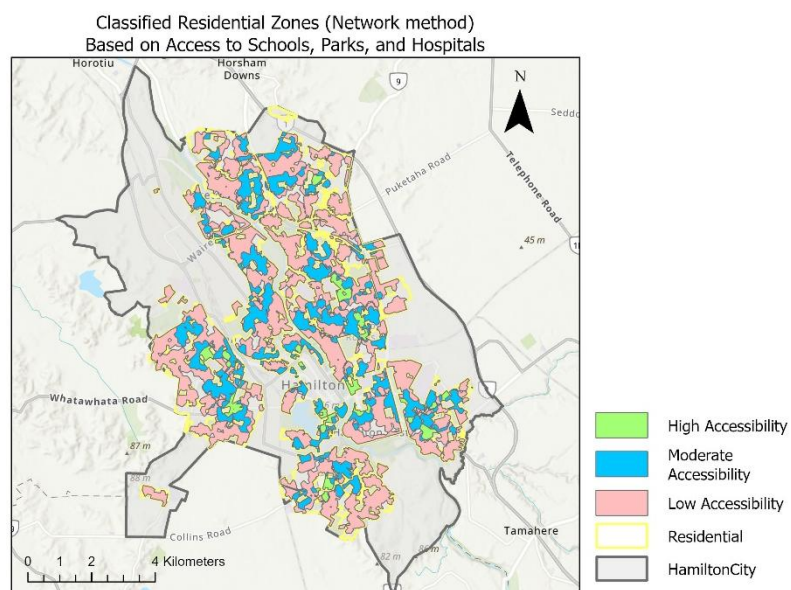 Classified Residential Zones (Network method)
Based on Access to Schools, Parks, and Hospitals
Horotiu
Horsham
Downs
9
N
Seddo
Puketaha Road
Telephone Road
45 m
Waire
Hamilton
Whatawhata Road
87 m
88 m
Collins Road
Tamahere
82 m
86 m
0 1 2 4 Kilometers
High Accessibility
Moderate
Accessibility
Low Accessibility
Residential
HamiltonCity